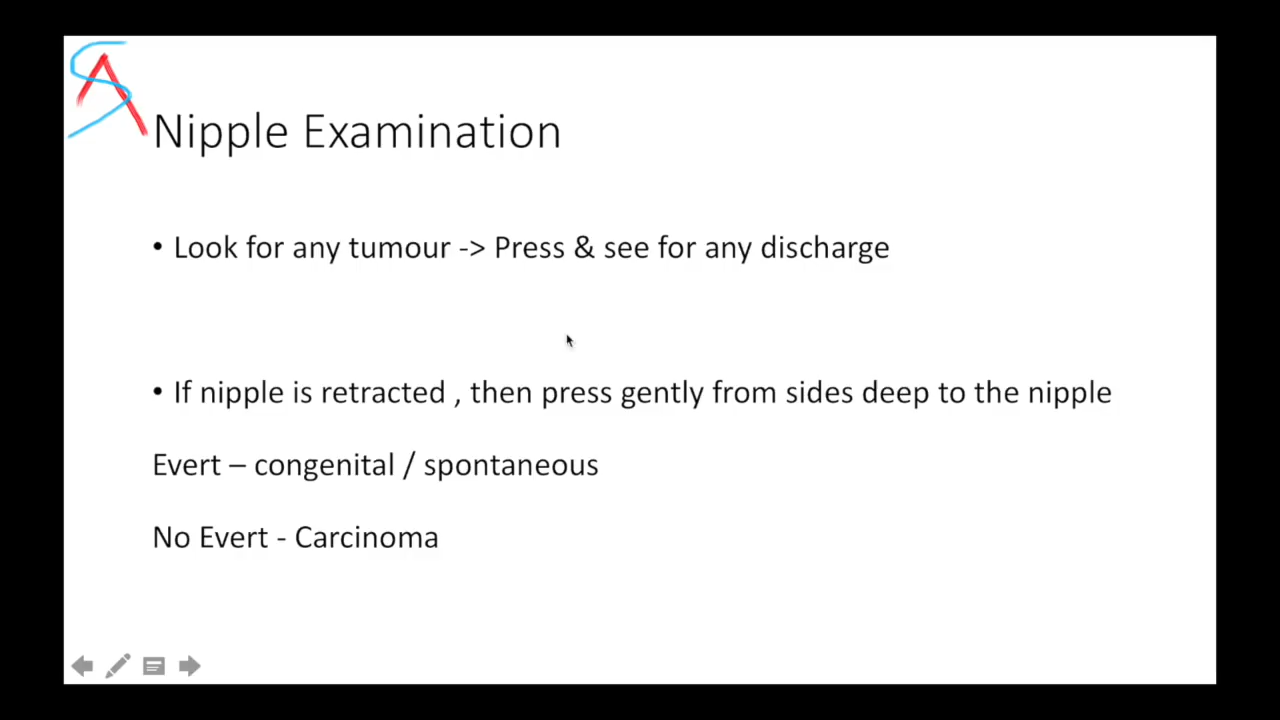 SA
Nipple Examination
• Look for any tumour -> Press & see for any discharge
• If nipple is retracted , then press gently from sides deep to the nipple
Evert – congenital / spontaneous
No Evert - Carcinoma